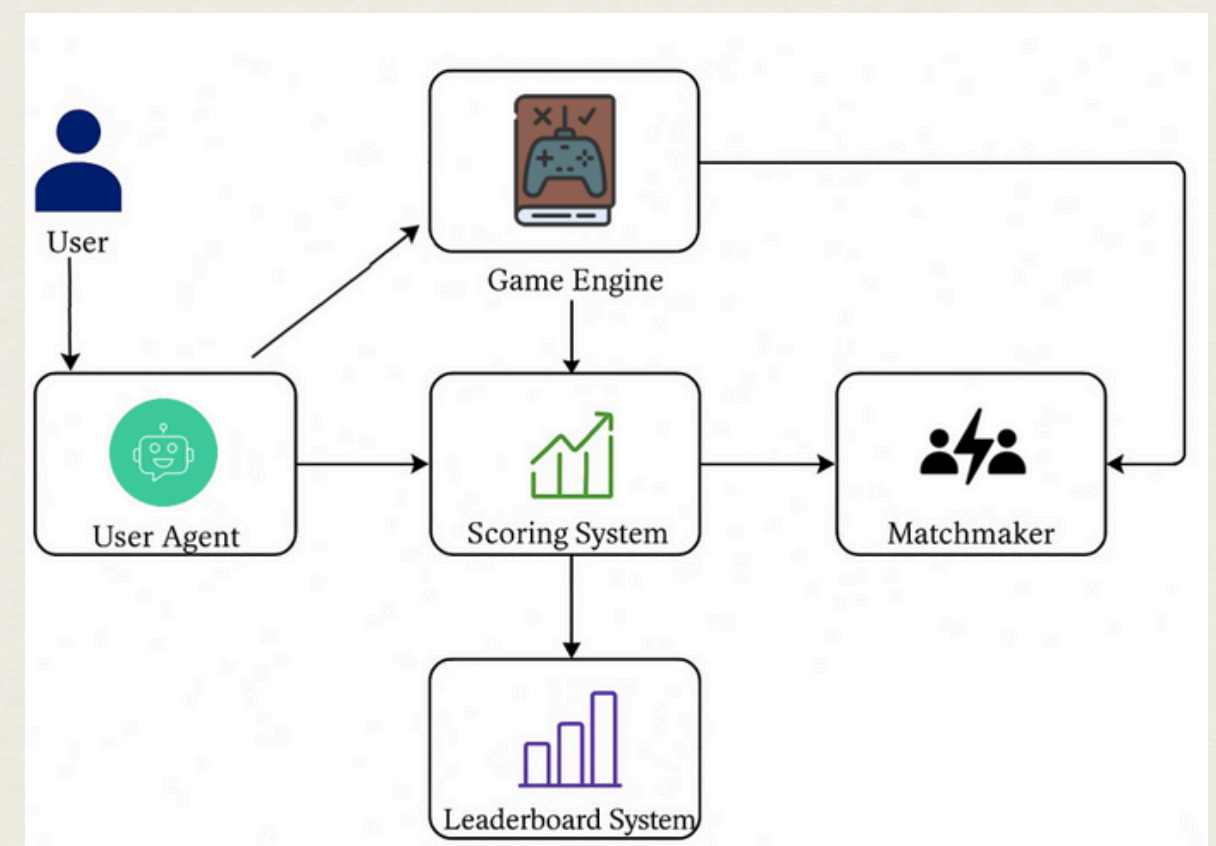 User
Game Engine
User Agent
Scoring System
Matchmaker
Leaderboard System